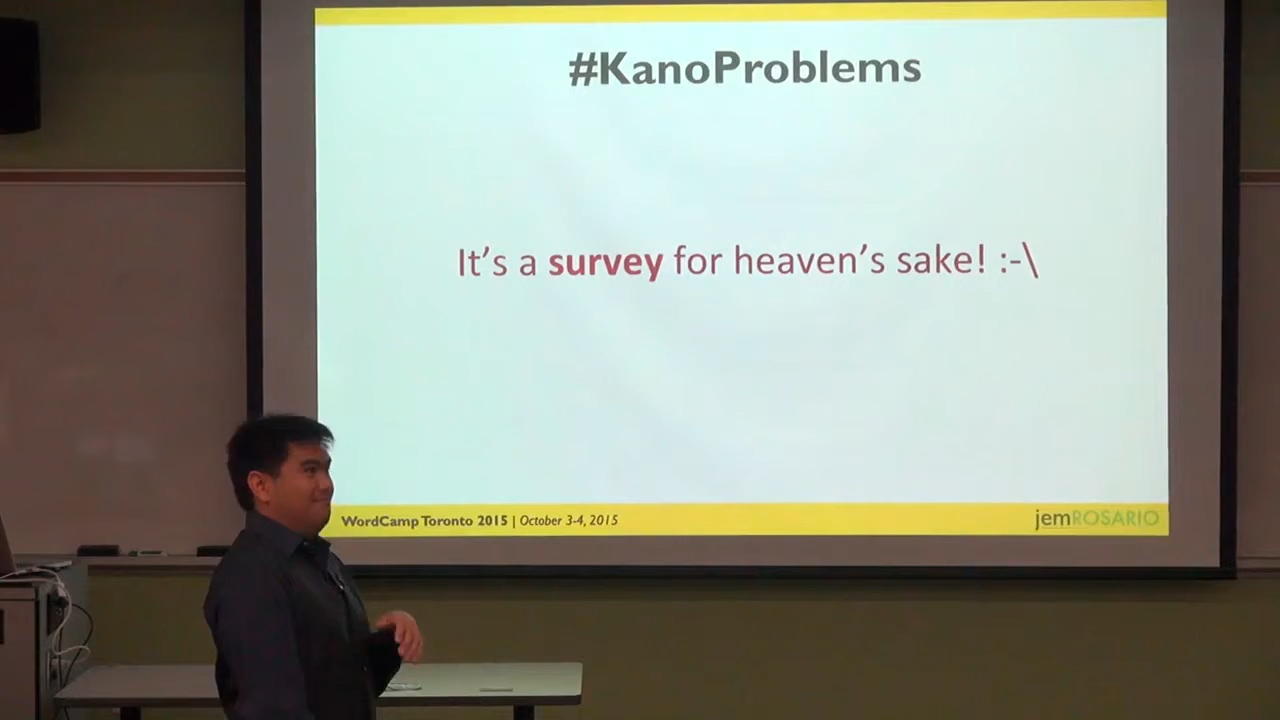 #KanoProblems
It's a survey for heaven's sake! :-\
WordCamp Toronto 2015 | October 3-4, 2015
jemROSARIO